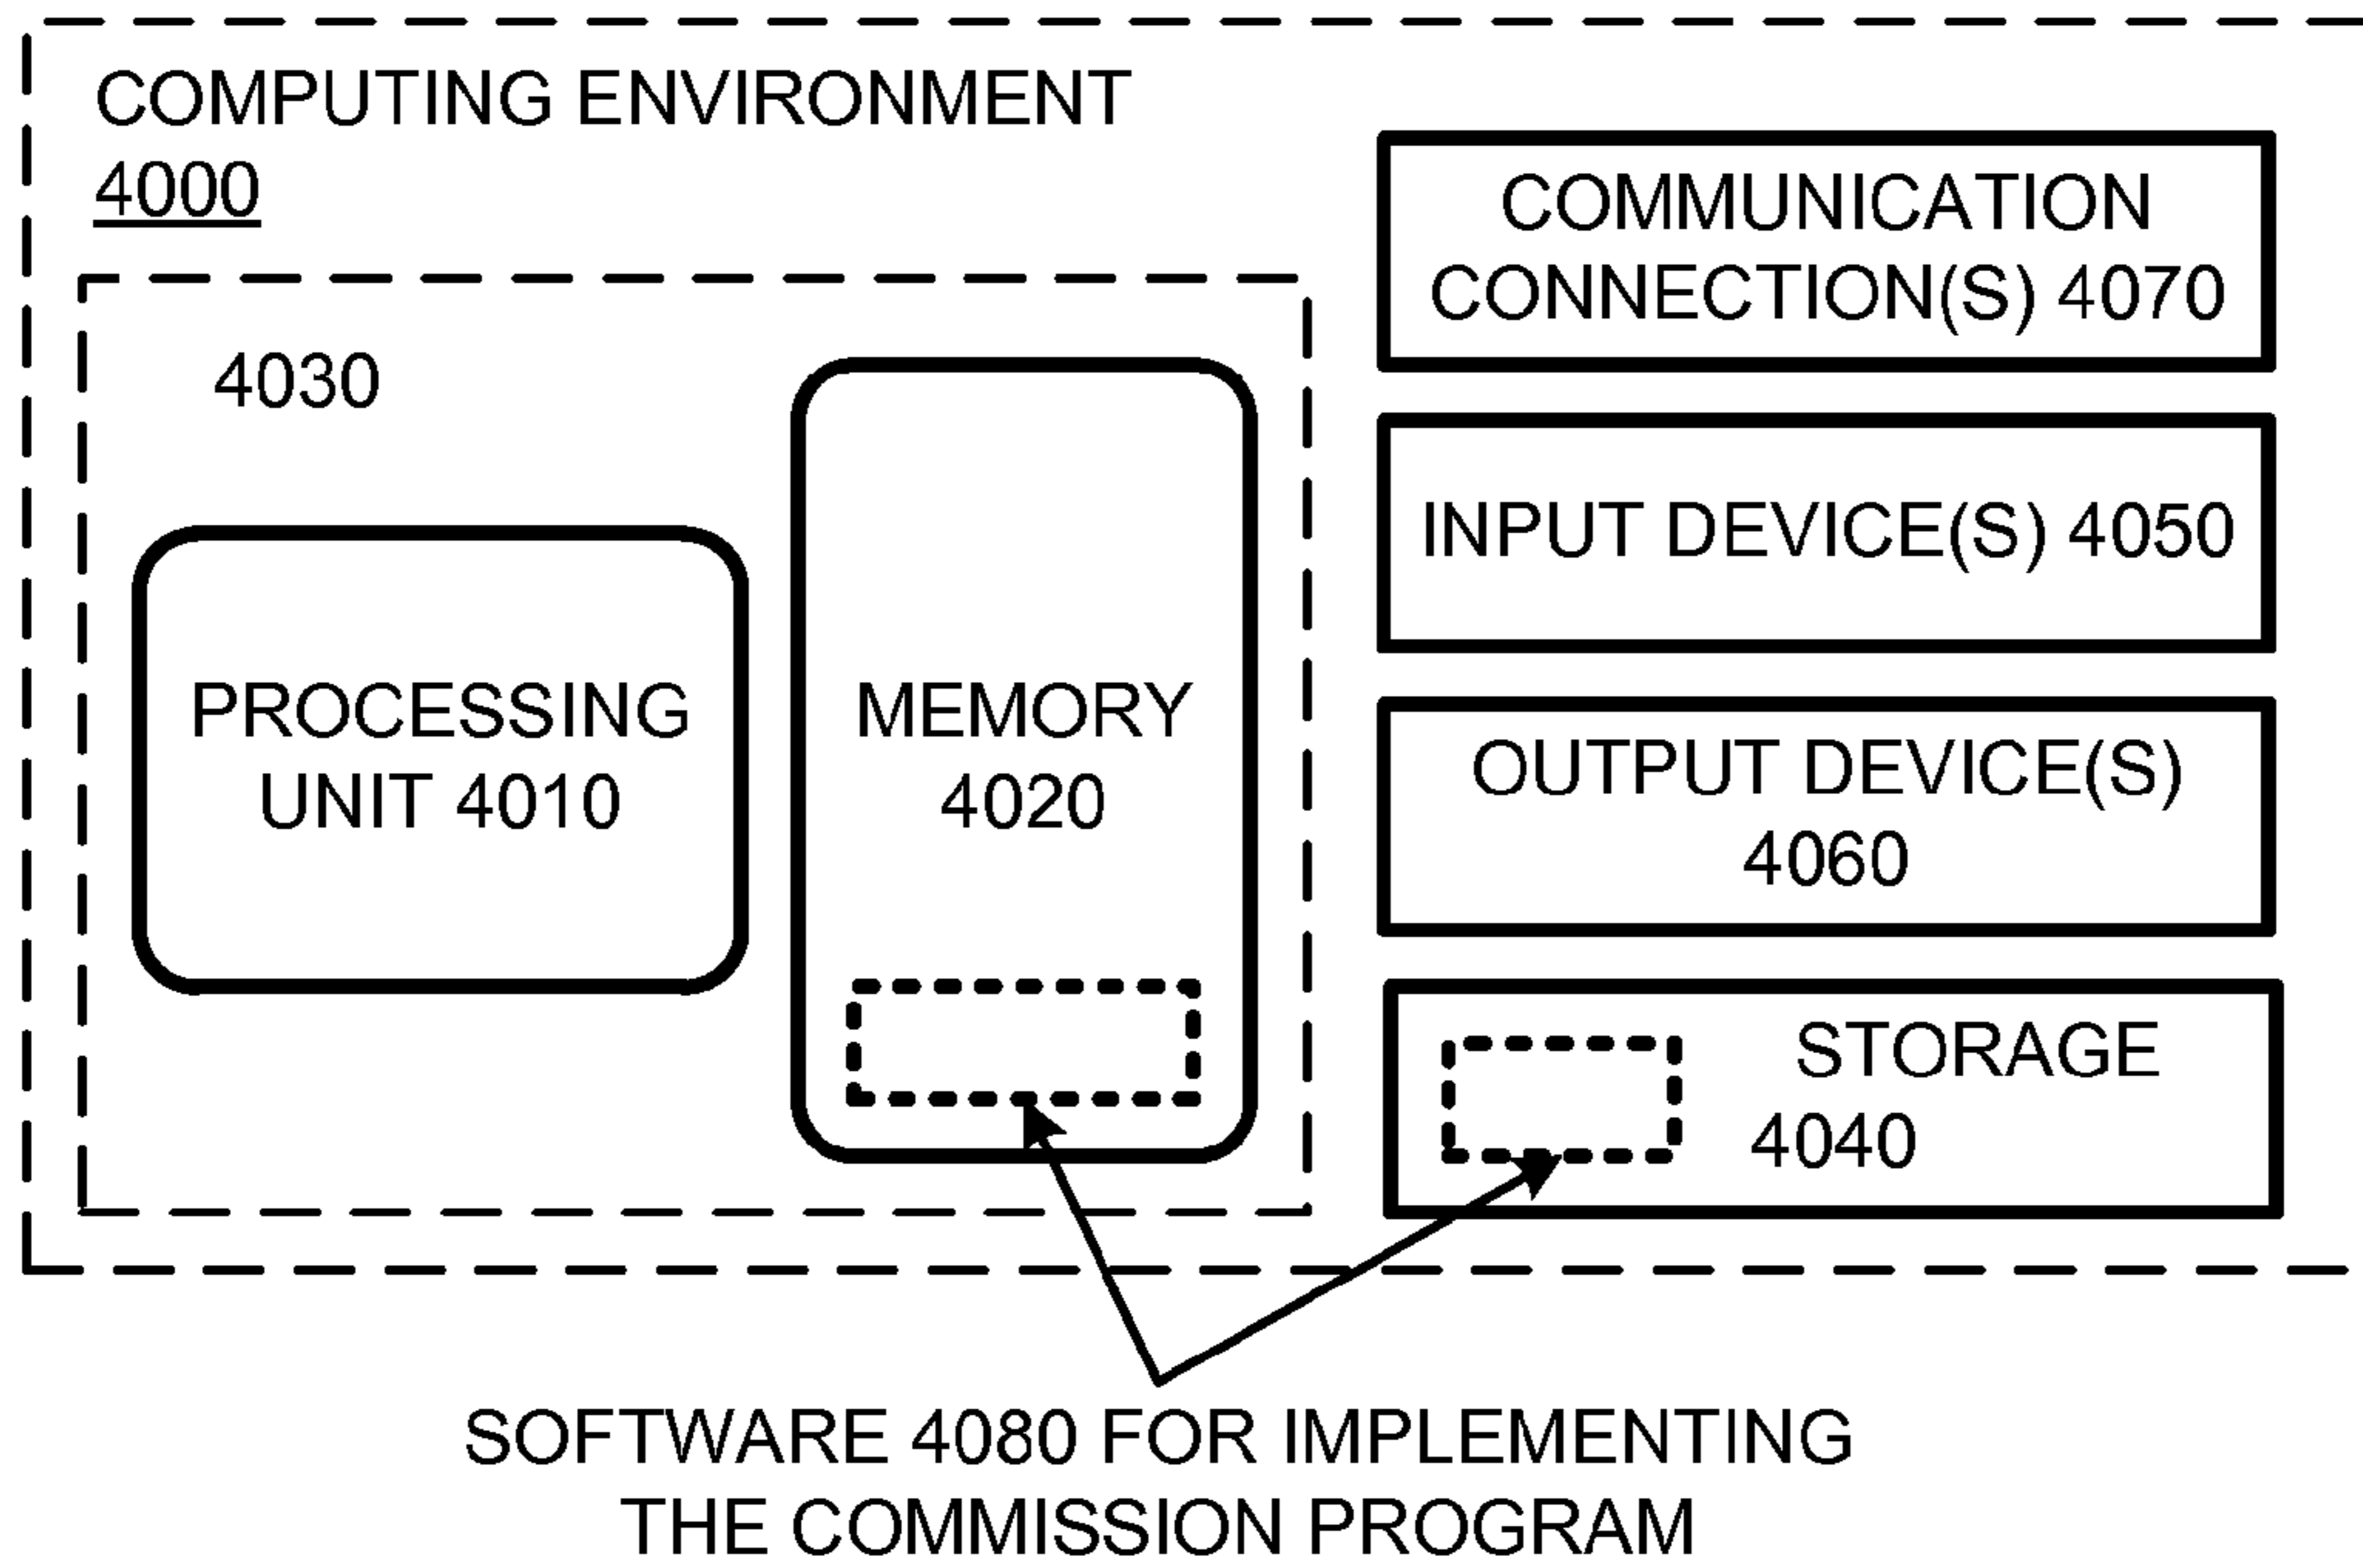 COMPUTING ENVIRONMENT
4000
4030
PROCESSING
UNIT 4010
MEMORY
4020
COMMUNICATION
CONNECTION(S) 4070
INPUT DEVICE(S) 4050
OUTPUT DEVICE(S)
4060
STORAGE
4040
SOFTWARE 4080 FOR IMPLEMENTING
THE COMMISSION PROGRAM